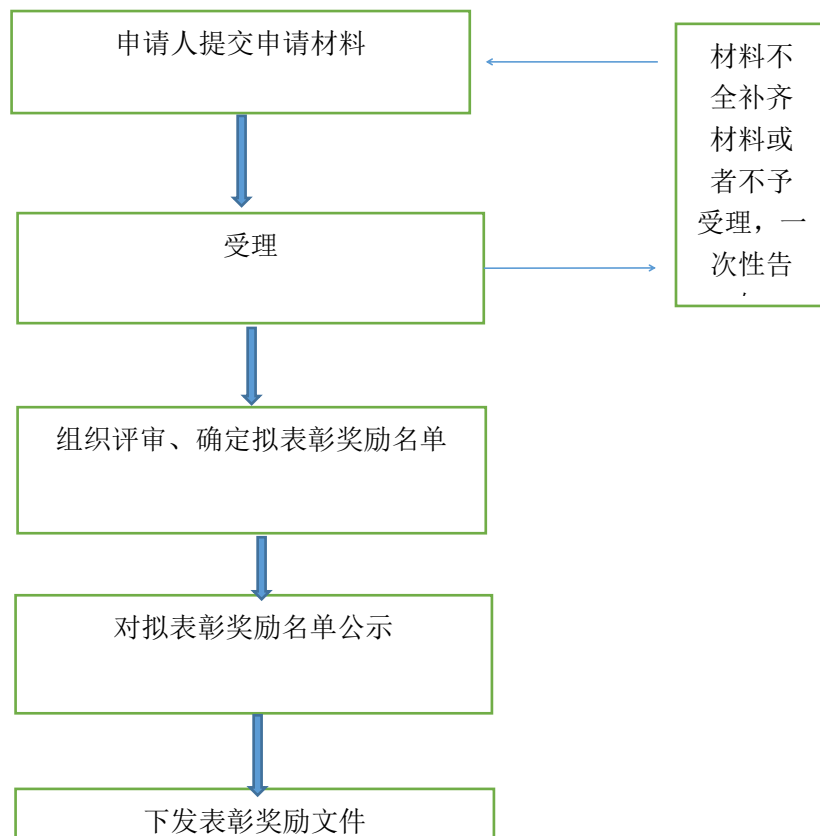 申请人提交申请材料
材料不
全补齐
材料或
者不予
受理，一
次性告
受理
组织评审、确定拟表彰奖励名单
对拟表彰奖励名单公示
下发表彰奖励文件